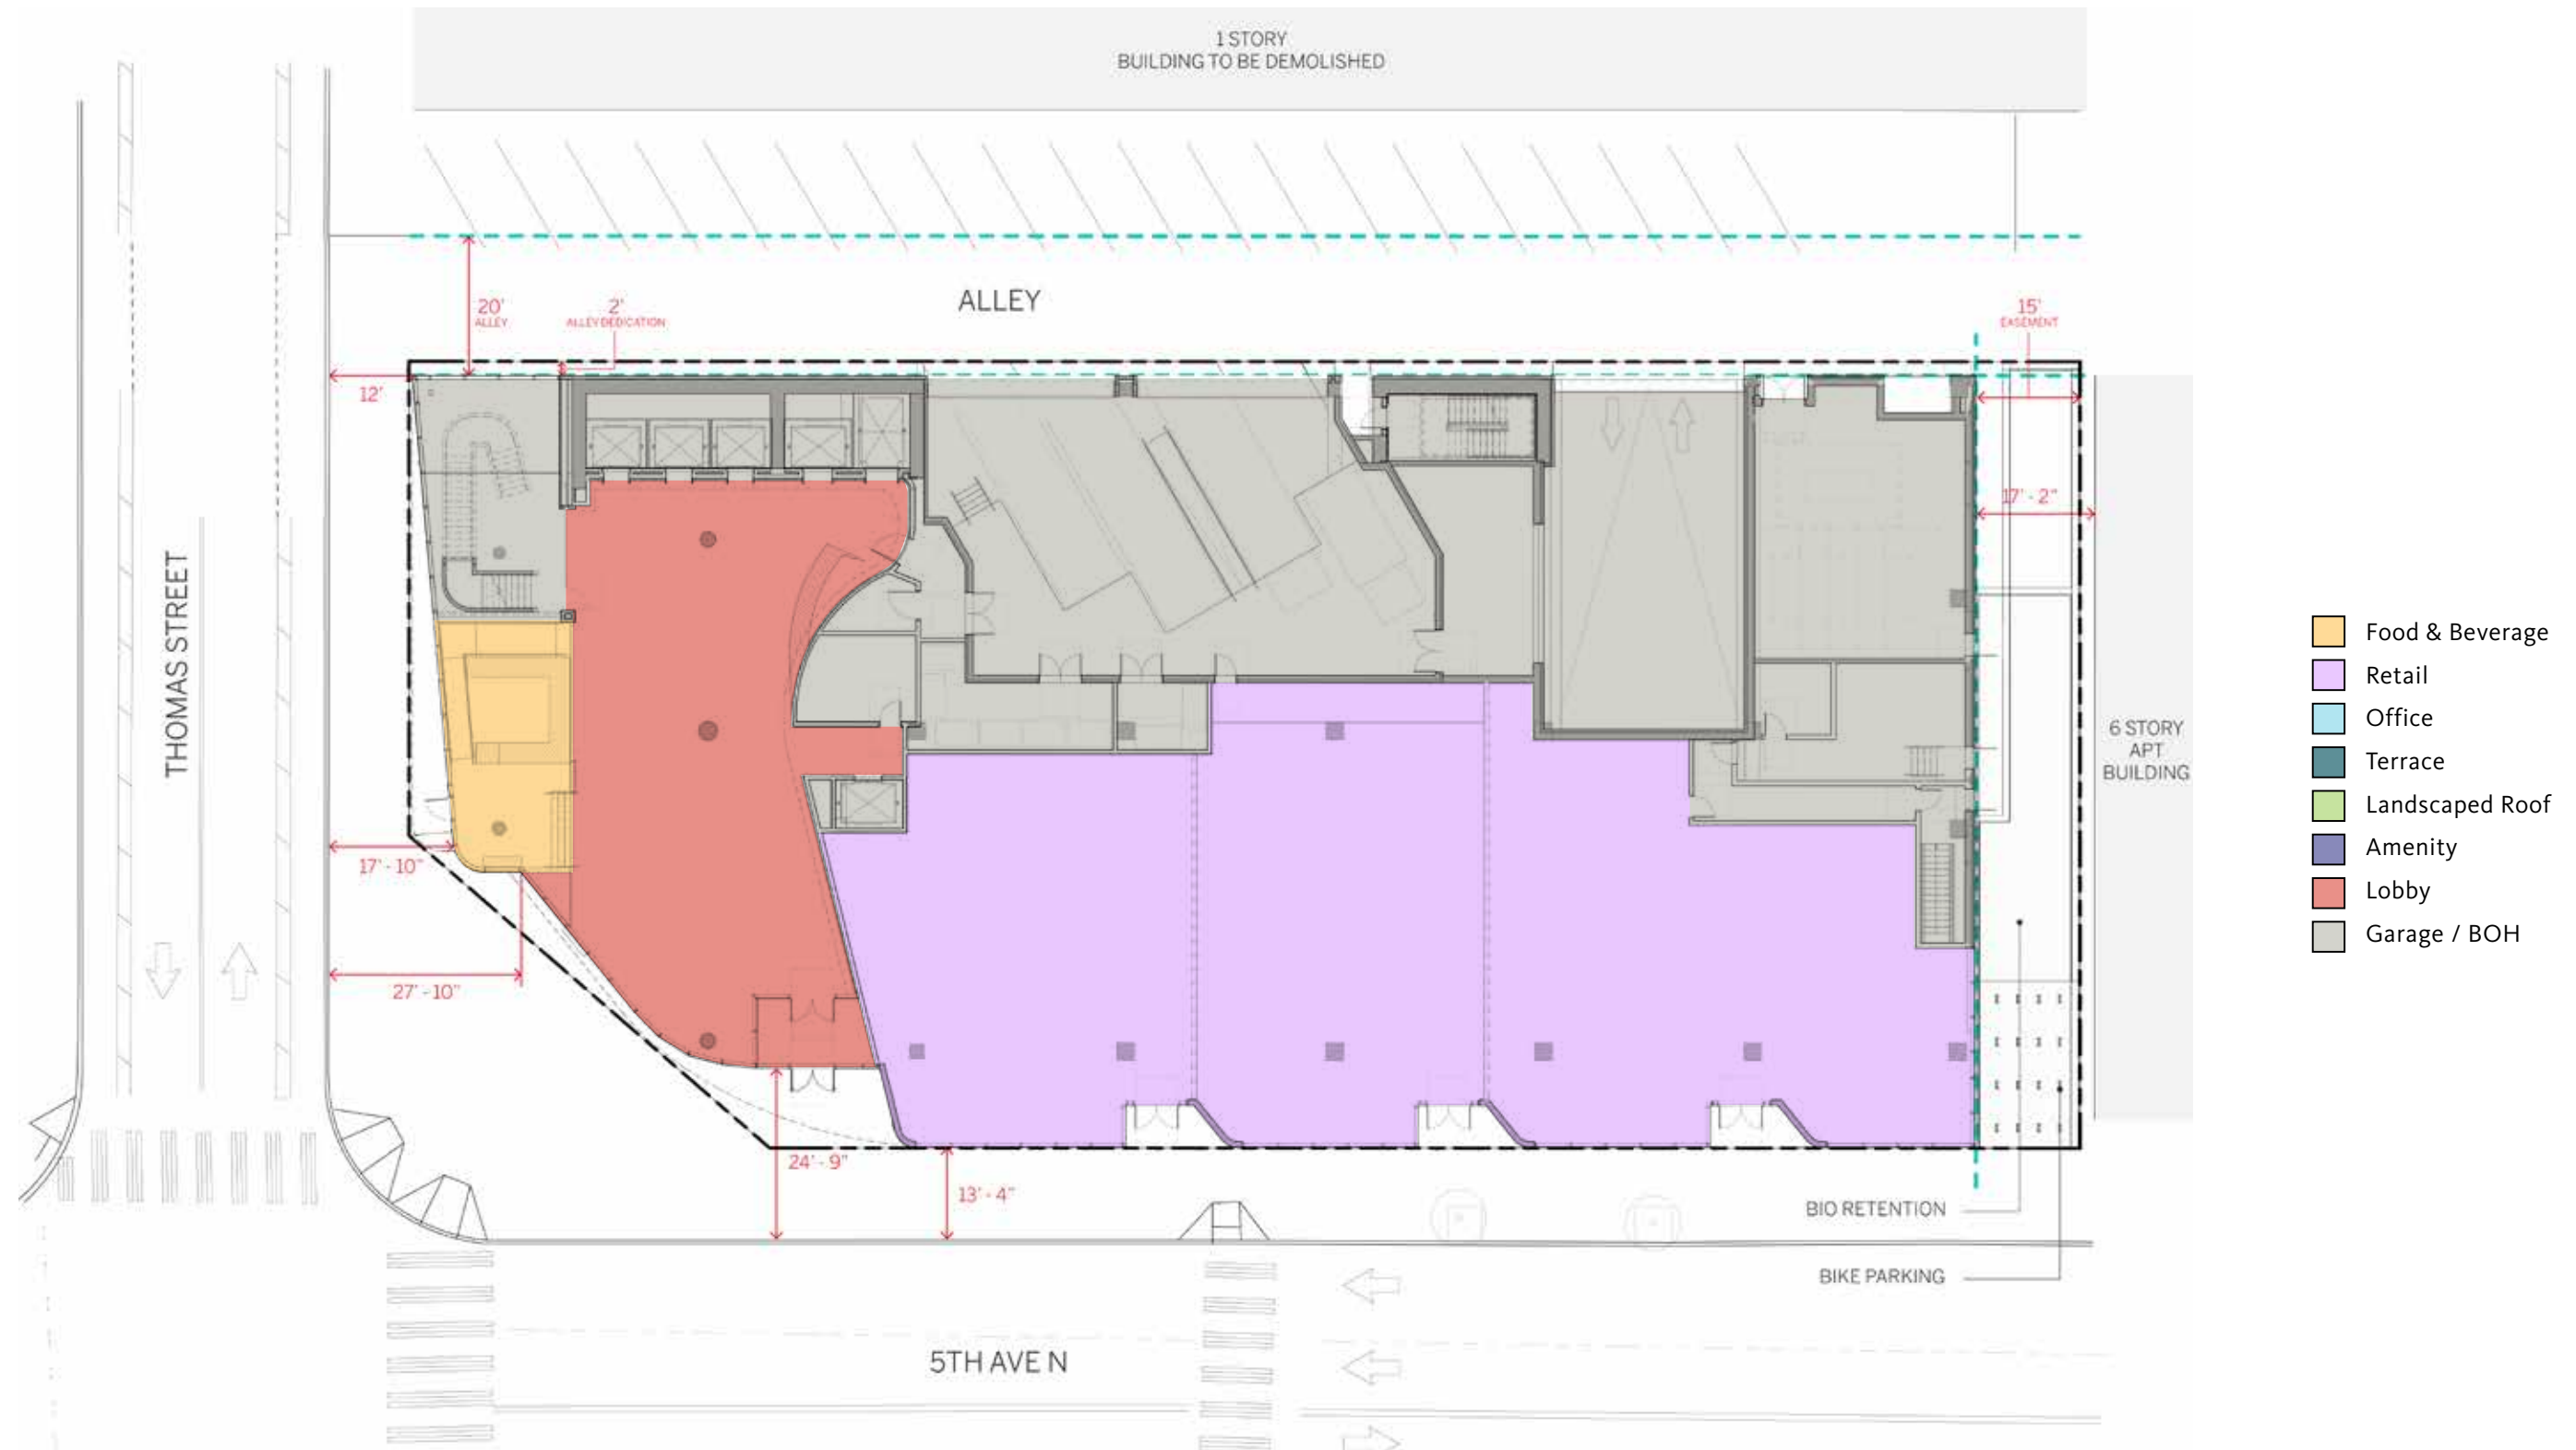 1 STORY
BUILDING TO BE DEMOLISHED
ALLEY
20'
ALLEY
2'
ALLEY DEDICATION
15'
EASEMENT
12'
17' - 2"
THOMAS STREET
6 STORY
APT
BUILDING
17' - 10"
27' - 10"
24' - 9"
13' - 4"
BIO RETENTION
BIKE PARKING
5TH AVE N
Food & Beverage
Retail
Office
Terrace
Landscaped Roof
Amenity
Lobby
Garage / BOH